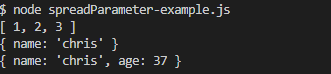 $ node spreadParameter-example.js
[ 1, 2, 3 ]
{ name: 'chris' }
{ name: 'chris', age: 37 }